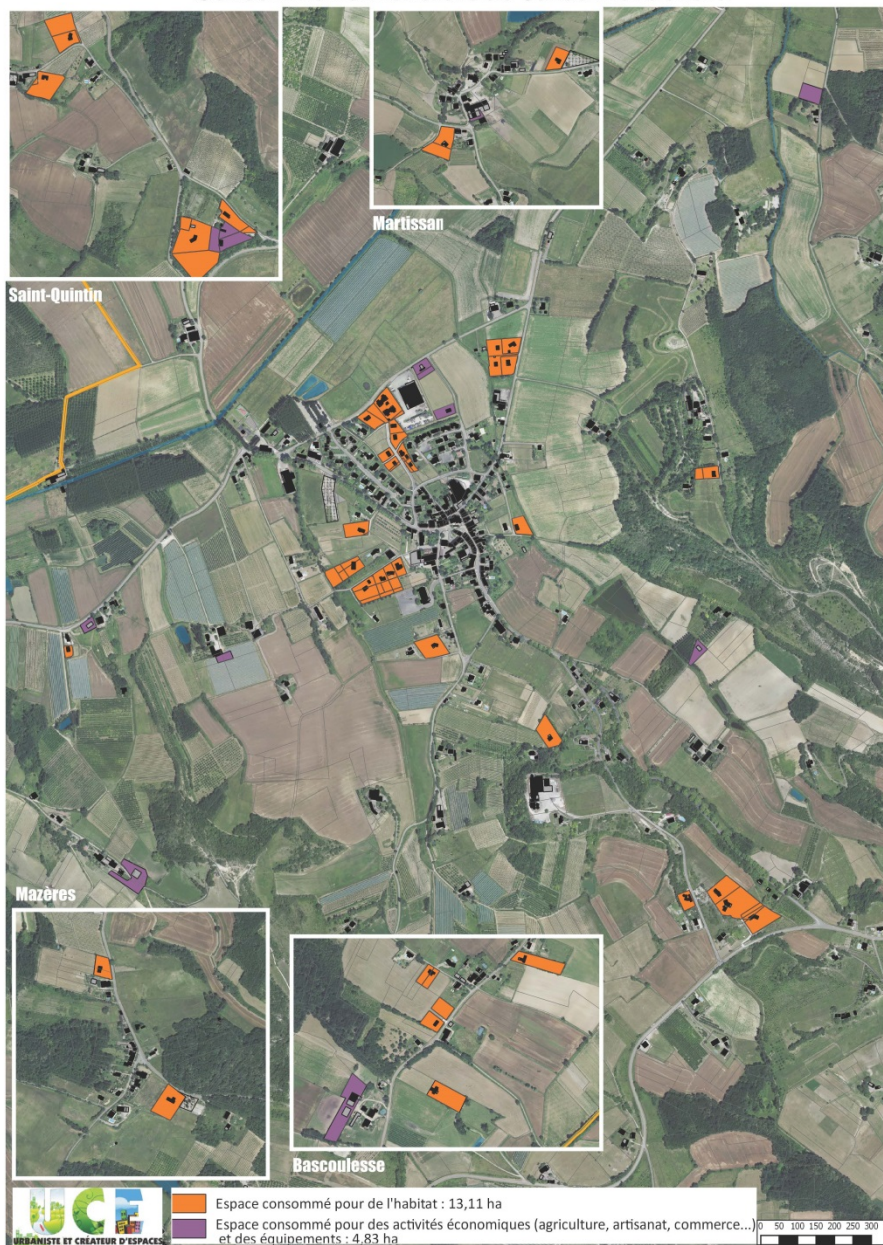 Martissan
Saint-Quintin
Mazères
Bascoulesse
UCE
URBANISTE ET CRÉATEUR D'ESPACES
Espace consommé pour de l'habitat : 13,11 ha
Espace consommé pour des activités économiques (agriculture, artisanat, commerce...)
et des équipements : 4,83 ha
0 50 100 150 200 250 300